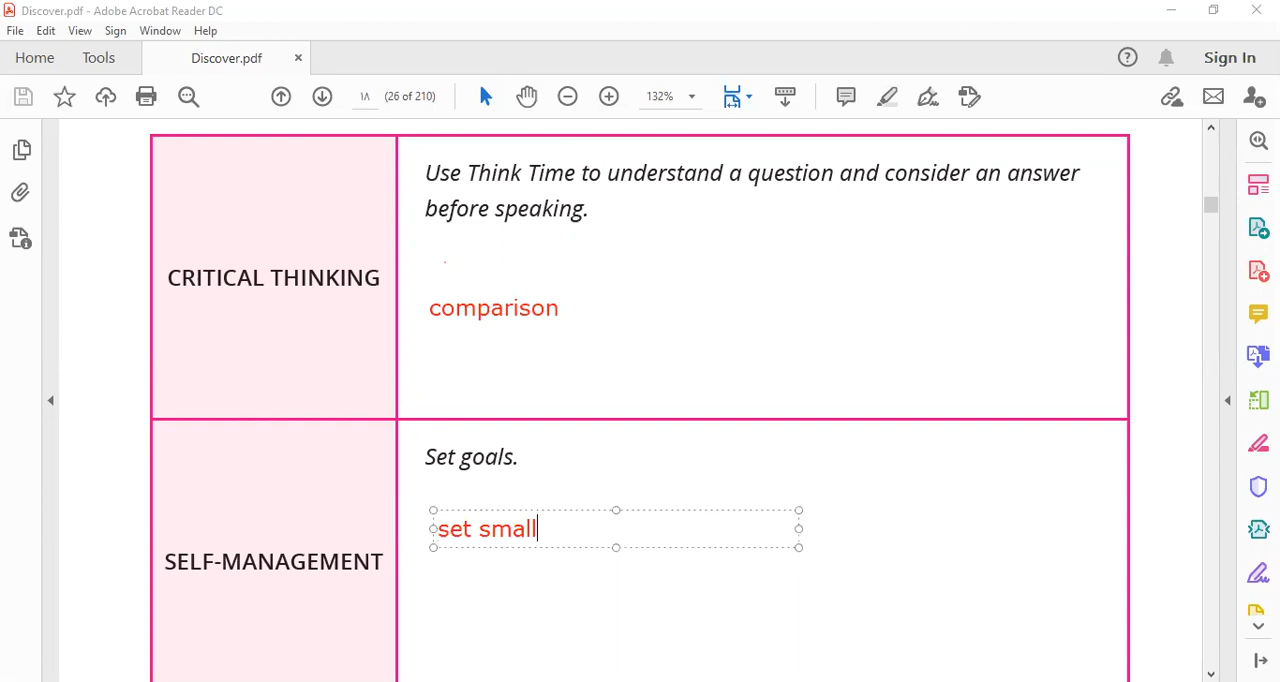 Discover.pdf - Adobe Acrobat Reader DC
File Edit View Sign Window Help
Home Tools Discover.pdf × Sign In
١٨ (26 of 210) 132%
Use Think Time to understand a question and consider an answer
before speaking.
CRITICAL THINKING
comparison
Set goals.
set small
SELF-MANAGEMENT